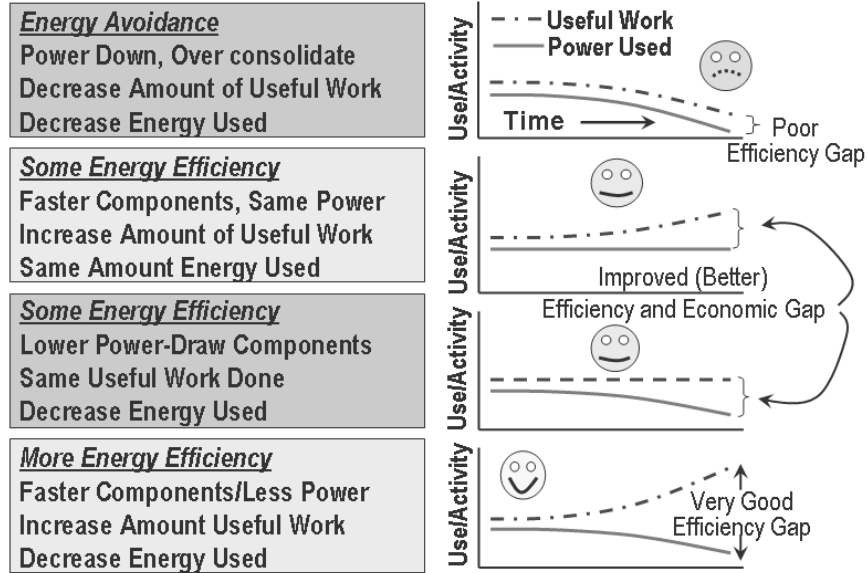 Energy Avoidance
Power Down, Over consolidate
Decrease Amount of Useful Work
Decrease Energy Used
Use/Activity
Useful Work
Power Used
Time
Poor
Efficiency Gap
Some Energy Efficiency
Faster Components, Same Power
Increase Amount of Useful Work
Same Amount Energy Used
Use/Activity
Improved (Better)
Efficiency and Economic Gap
Some Energy Efficiency
Lower Power-Draw Components
Same Useful Work Done
Decrease Energy Used
Use/Activity
More Energy Efficiency
Faster Components/Less Power
Increase Amount Useful Work
Decrease Energy Used
Use/Activity
Very Good
Efficiency Gap